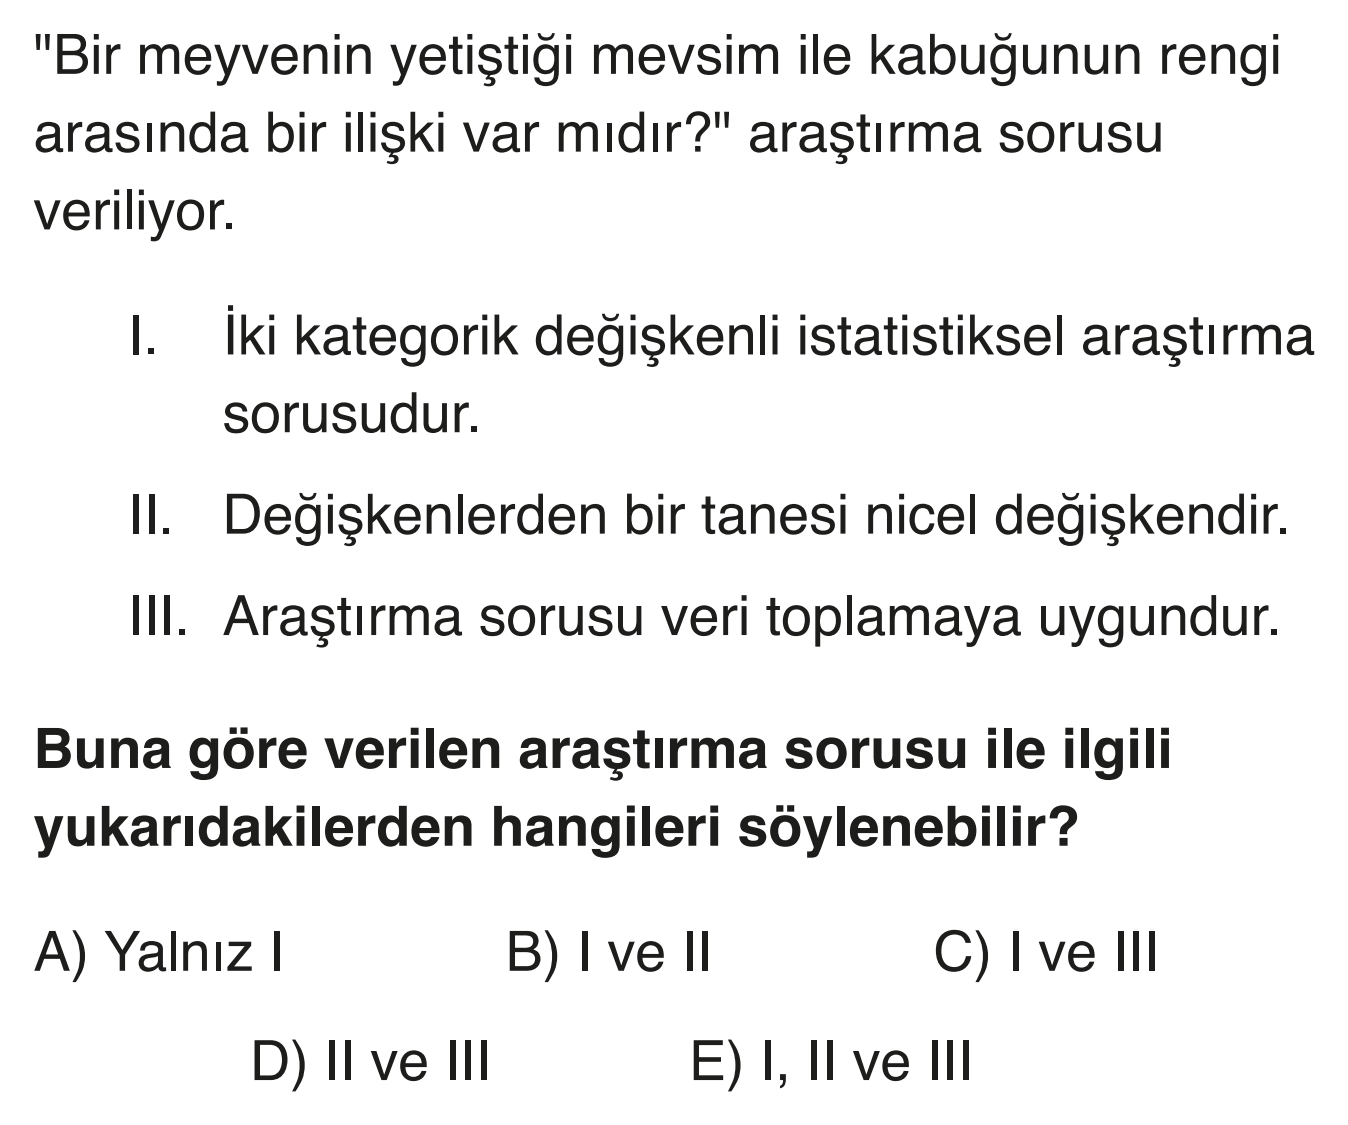 "Bir meyvenin yetiştiği mevsim ile kabuğunun rengi
arasında bir ilişki var mıdır?" araştırma sorusu
veriliyor.
I. İki kategorik değişkenli istatistiksel araştırma
sorusudur.
II. Değişkenlerden bir tanesi nicel değişkendir.
III. Araştırma sorusu veri toplamaya uygundur.
Buna göre verilen araştırma sorusu ile ilgili
yukarıdakilerden hangileri söylenebilir?
A) Yalnız I B) I ve II C) I ve III
D) II ve III E) I, II ve III